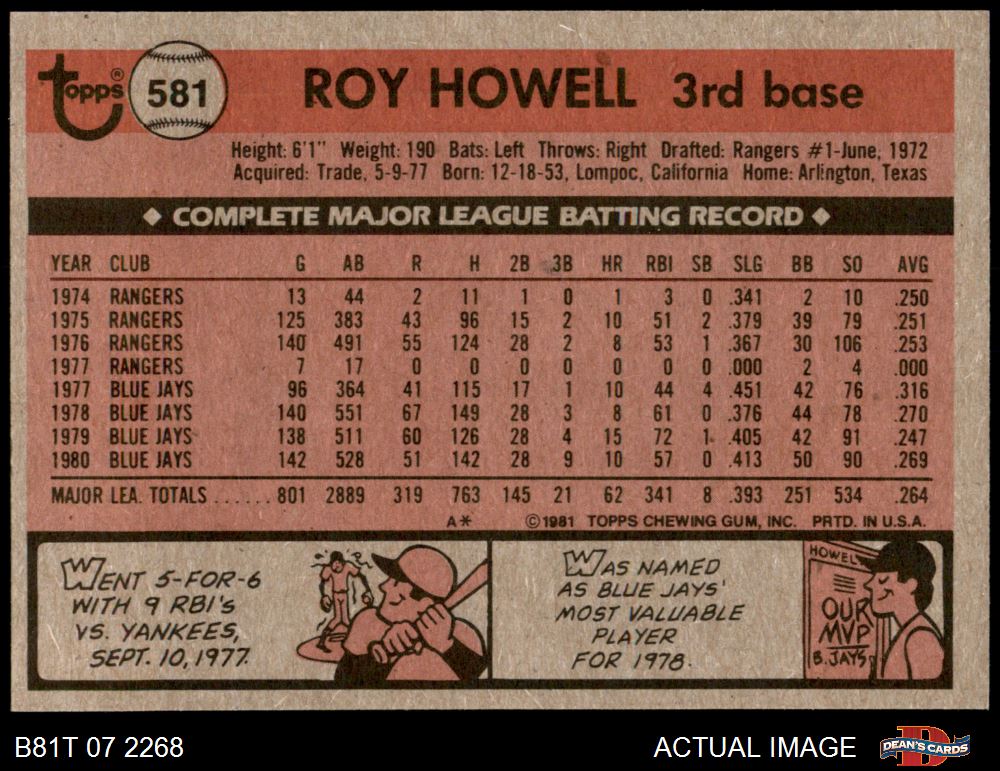 topps® 581 ROY HOWELL 3rd base
Height: 6'1" Weight: 190 Bats: Left Throws: Right Drafted: Rangers #1-June, 1972
Acquired: Trade, 5-9-77 Born: 12-18-53, Lompoc, California Home: Arlington, Texas
◆ COMPLETE MAJOR LEAGUE BATTING RECORD ◆
YEAR CLUB G AB R H 2B 3B HR RBI SB SLG BB SO AVG
1974 RANGERS 13 44 2 11 1 0 1 3 0 .341 2 10 .250
1975 RANGERS 125 383 43 96 15 2 10 51 2 .379 39 79 .251
1976 RANGERS 140 491 55 124 28 2 8 53 1 .367 30 106 .253
1977 RANGERS 7 17 0 0 0 0 0 0 0 .000 2 4 .000
1977 BLUE JAYS 96 364 41 115 17 1 10 44 4 .451 42 76 .316
1978 BLUE JAYS 140 551 67 149 28 3 8 61 0 .376 44 78 .270
1979 BLUE JAYS 138 511 60 126 28 4 15 72 1 .405 42 91 .247
1980 BLUE JAYS 142 528 51 142 28 9 10 57 0 .413 50 90 .269
MAJOR LEA. TOTALS ...... 801 2889 319 763 145 21 62 341 8 .393 251 534 .264
A* ©1981 TOPPS CHEWING GUM, INC. PRTD. IN U.S.A.
WENT 5-FOR-6
WITH 9 RBI'S
VS. YANKEES,
SEPT. 10, 1977.
WAS NAMED
AS BLUE JAYS'
MOST VALUABLE
PLAYER
FOR 1978.
HOWELL
OUR
MVP
B. JAYS
B81T 07 2268 ACTUAL IMAGE D DEAN'S CARDS